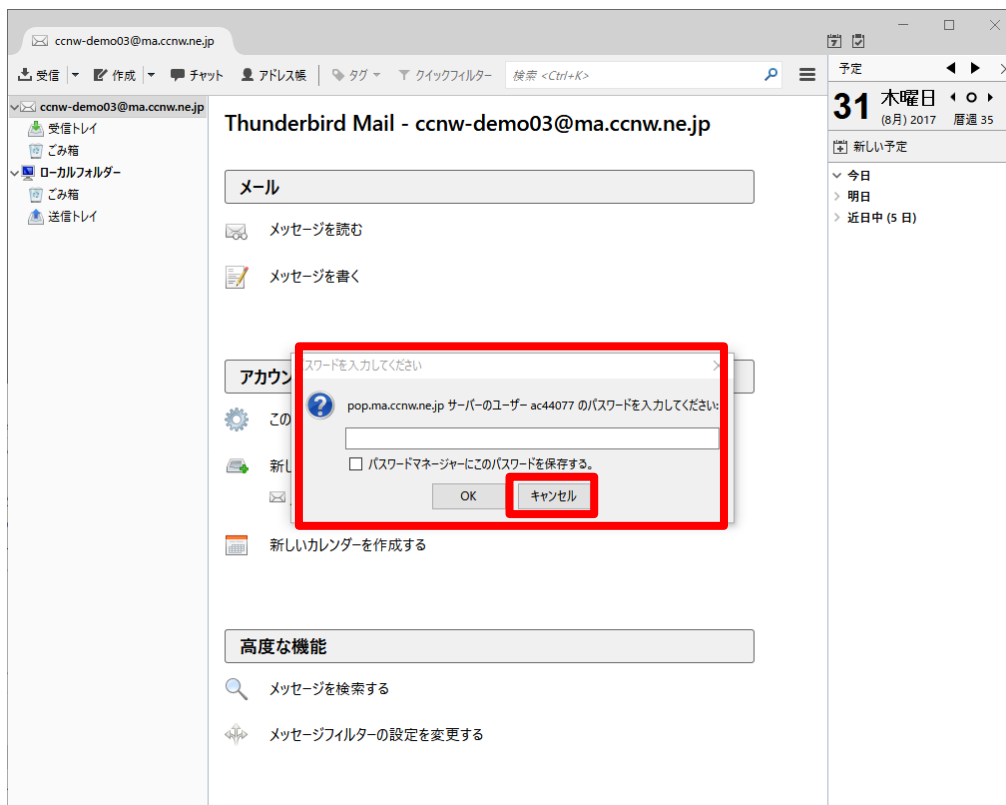 ccnw-demo03@ma.ccnw.ne.jp
受信 作成 チャット アドレス帳 タグ クイックフィルター 検索 <Ctrl+K>
ccnw-demo03@ma.ccnw.ne.jp
受信トレイ
ごみ箱
ローカルフォルダー
ごみ箱
送信トレイ
Thunderbird Mail - ccnw-demo03@ma.ccnw.ne.jp
メール
メッセージを読む
メッセージを書く
アカウン
この
新し
スワードを入力してください
pop.ma.ccnw.ne.jp サーバーのユーザー ac44077 のパスワードを入力してください:
パスワードマネージャーにこのパスワードを保存する。
OK キャンセル
新しいカレンダーを作成する
高度な機能
メッセージを検索する
メッセージフィルターの設定を変更する
予定
31 木曜日
(8月) 2017 暦週 35
新しい予定
今日
明日
近日中 (5 日)